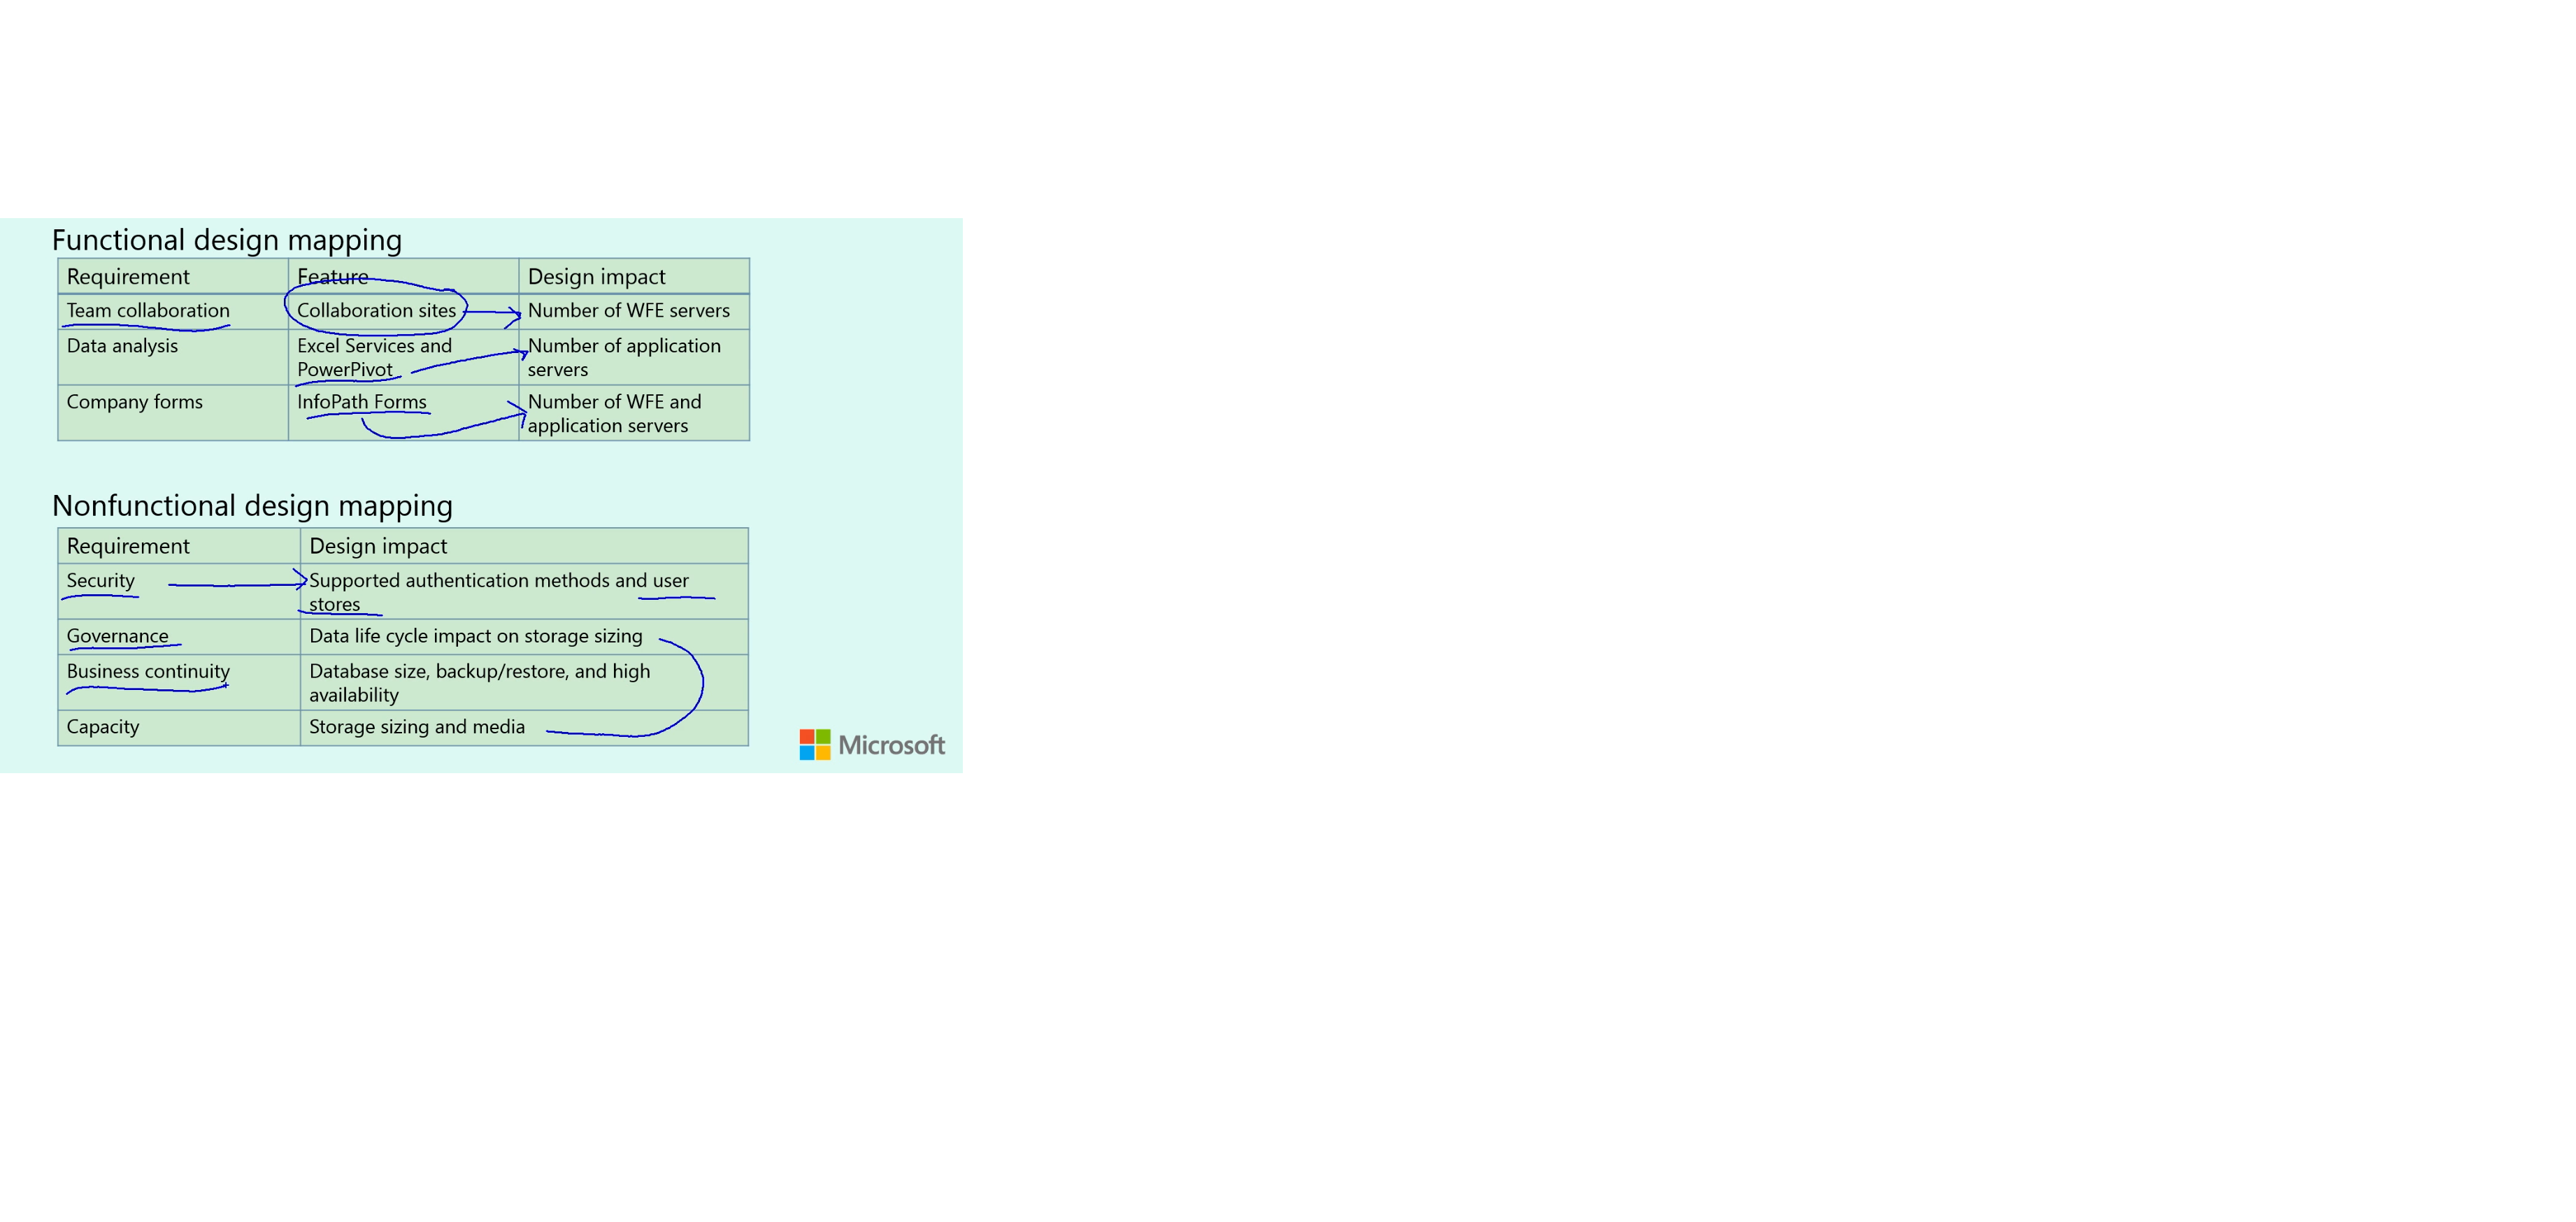 Functional design mapping
Requirement Feature Design impact
Team collaboration Collaboration sites Number of WFE servers
Data analysis Excel Services and Number of application
PowerPivot servers
Company forms InfoPath Forms Number of WFE and
application servers
Nonfunctional design mapping
Requirement Design impact
Security Supported authentication methods and user
stores
Governance Data life cycle impact on storage sizing
Business continuity Database size, backup/restore, and high
availability
Capacity Storage sizing and media
Microsoft